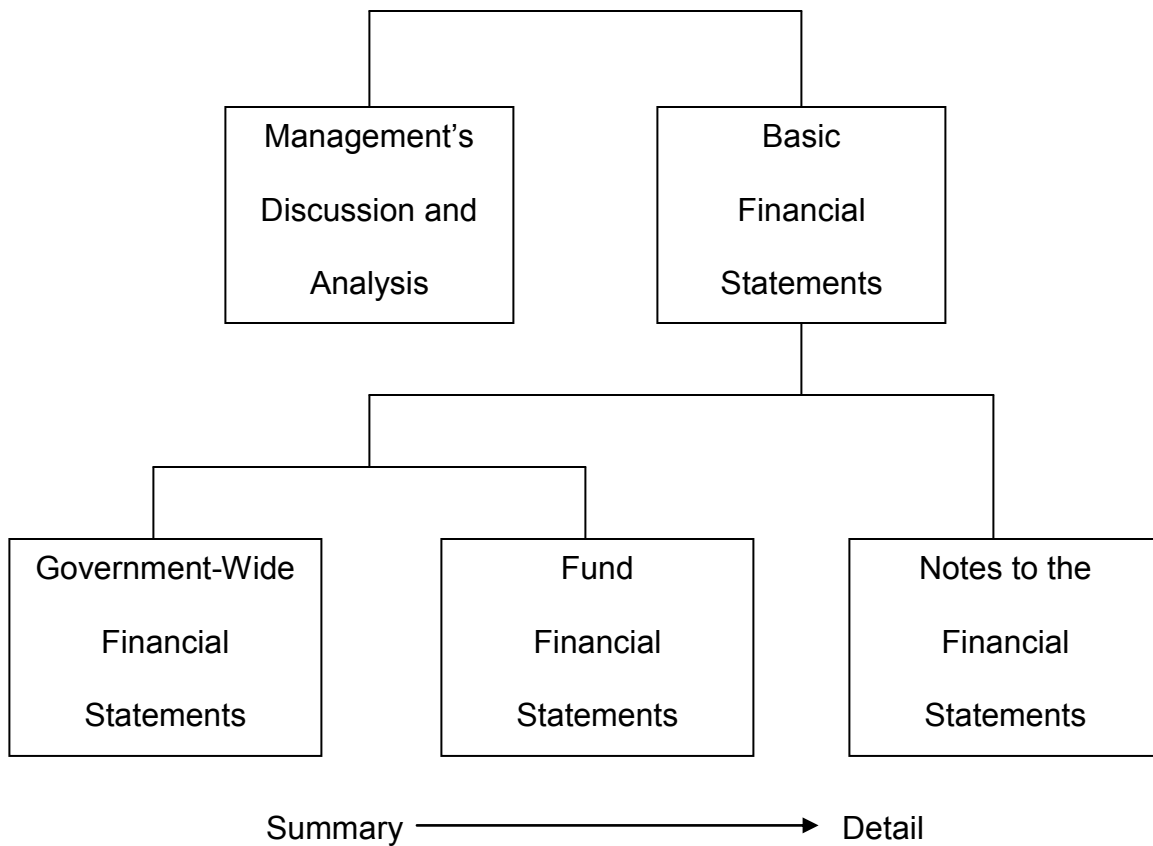 Management’s
Discussion and
Analysis
Basic
Financial
Statements
Government-Wide
Financial
Statements
Fund
Financial
Statements
Notes to the
Financial
Statements
Summary
Detail